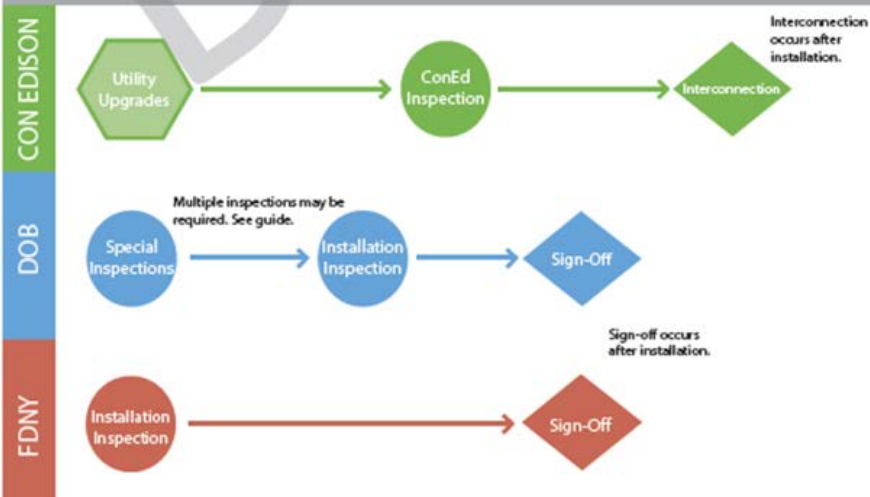 CON EDISON
Utility
Upgrades
ConEd
Inspection
Interconnection
Interconnection
occurs after
installation.
DOB
Special
Inspections
Multiple inspections may be
required. See guide.
Installation
Inspection
Sign-Off
FDNY
Installation
Inspection
Sign-Off
Sign-off occurs
after installation.